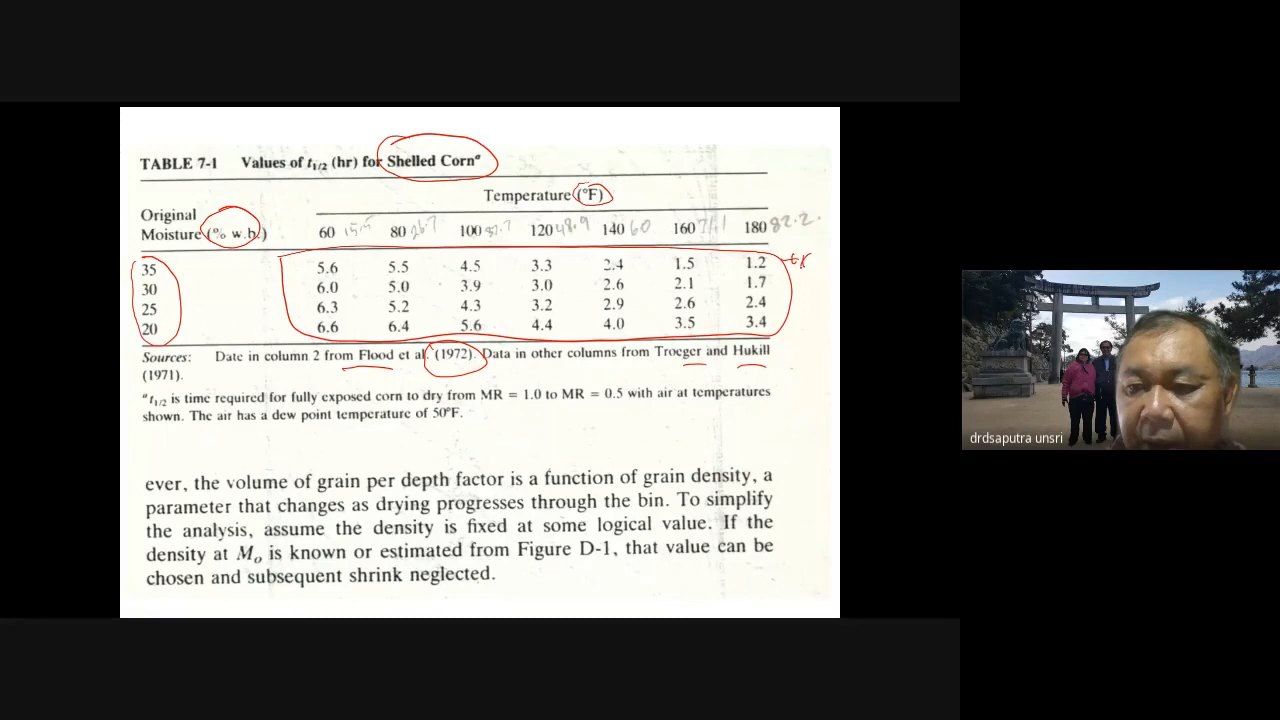 TABLE 7-1 Values of t1/2 (hr) for Shelled Cornᵃ
Temperature (°F)
Original
Moisture (% w.b.)
60 15.5 80 26.7 100 120 48.9 140 60 160 71.1 180 82.2.
35 5.6 5.5 4.5 3.3 2.4 1.5 1.2
30 6.0 5.0 3.9 3.0 2.6 2.1 1.7
25 6.3 5.2 4.3 3.2 2.9 2.6 2.4
20 6.6 6.4 5.6 4.4 4.0 3.5 3.4
Sources: Date in column 2 from Flood et al. (1972). Data in other columns from Troeger and Hukill
(1971).
ᵃt1/2 is time required for fully exposed corn to dry from MR = 1.0 to MR = 0.5 with air at temperatures
shown. The air has a dew point temperature of 50°F.
ever, the volume of grain per depth factor is a function of grain density, a
parameter that changes as drying progresses through the bin. To simplify
the analysis, assume the density is fixed at some logical value. If the
density at Mo is known or estimated from Figure D-1, that value can be
chosen and subsequent shrink neglected.
drdsaputra unsri